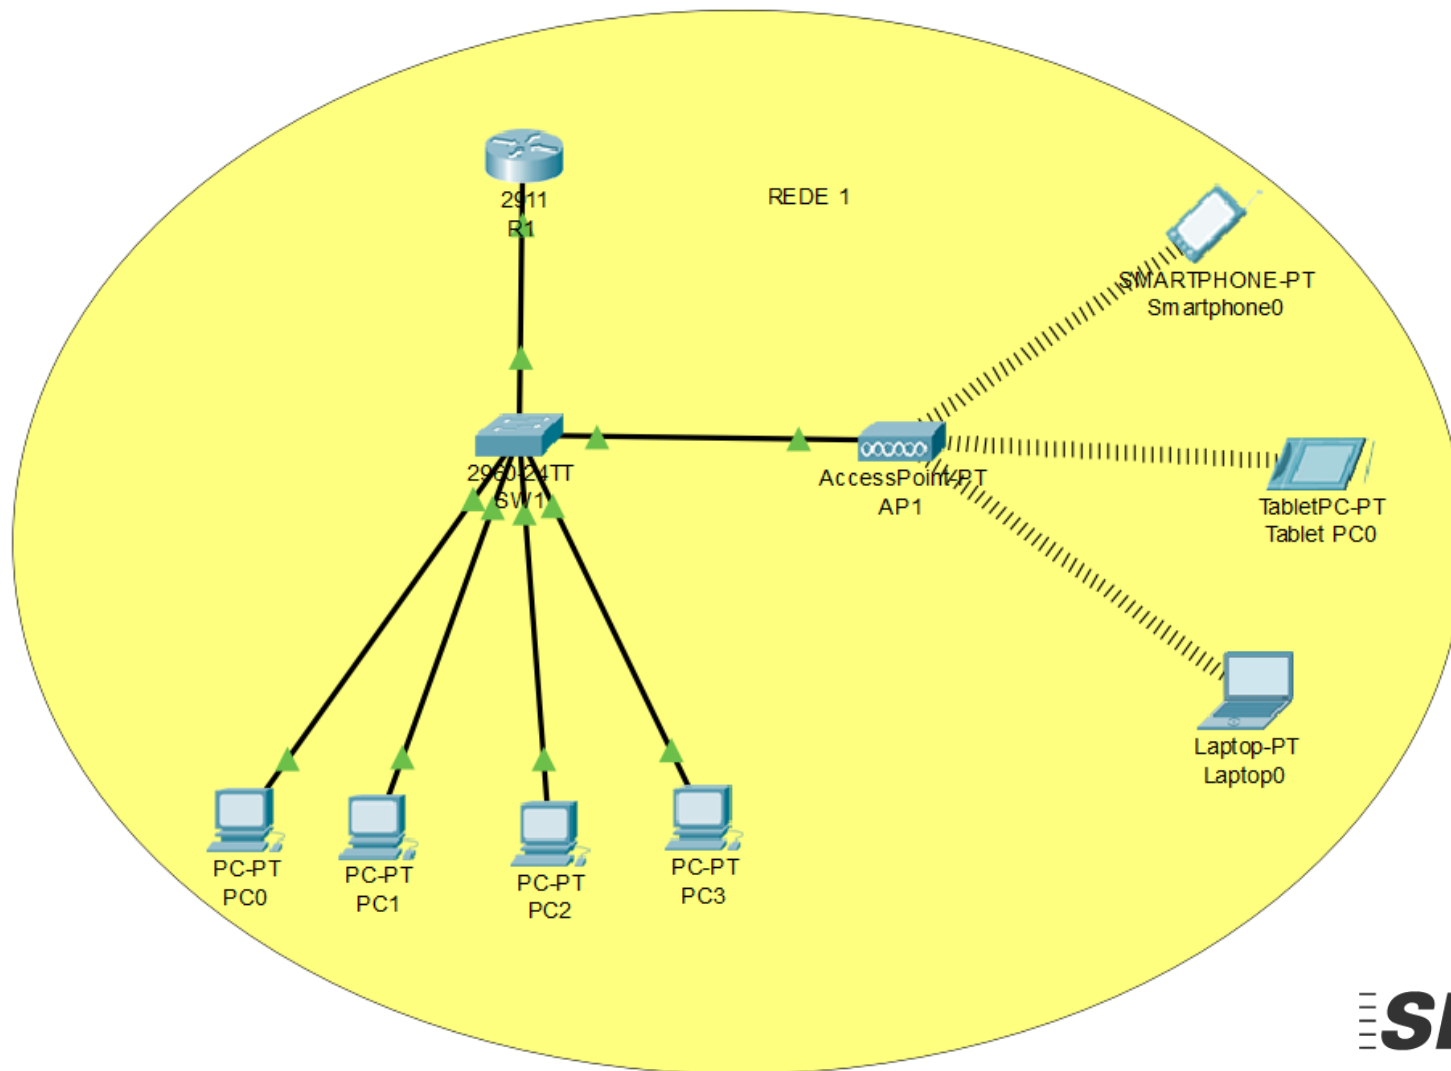 2911
R1
REDE 1
SMARTPHONE-PT
Smartphone0
2960-24TT
SW1
AccessPoint-PT
AP1
TabletPC-PT
Tablet PC0
Laptop-PT
Laptop0
PC-PT
PC0
PC-PT
PC1
PC-PT
PC2
PC-PT
PC3